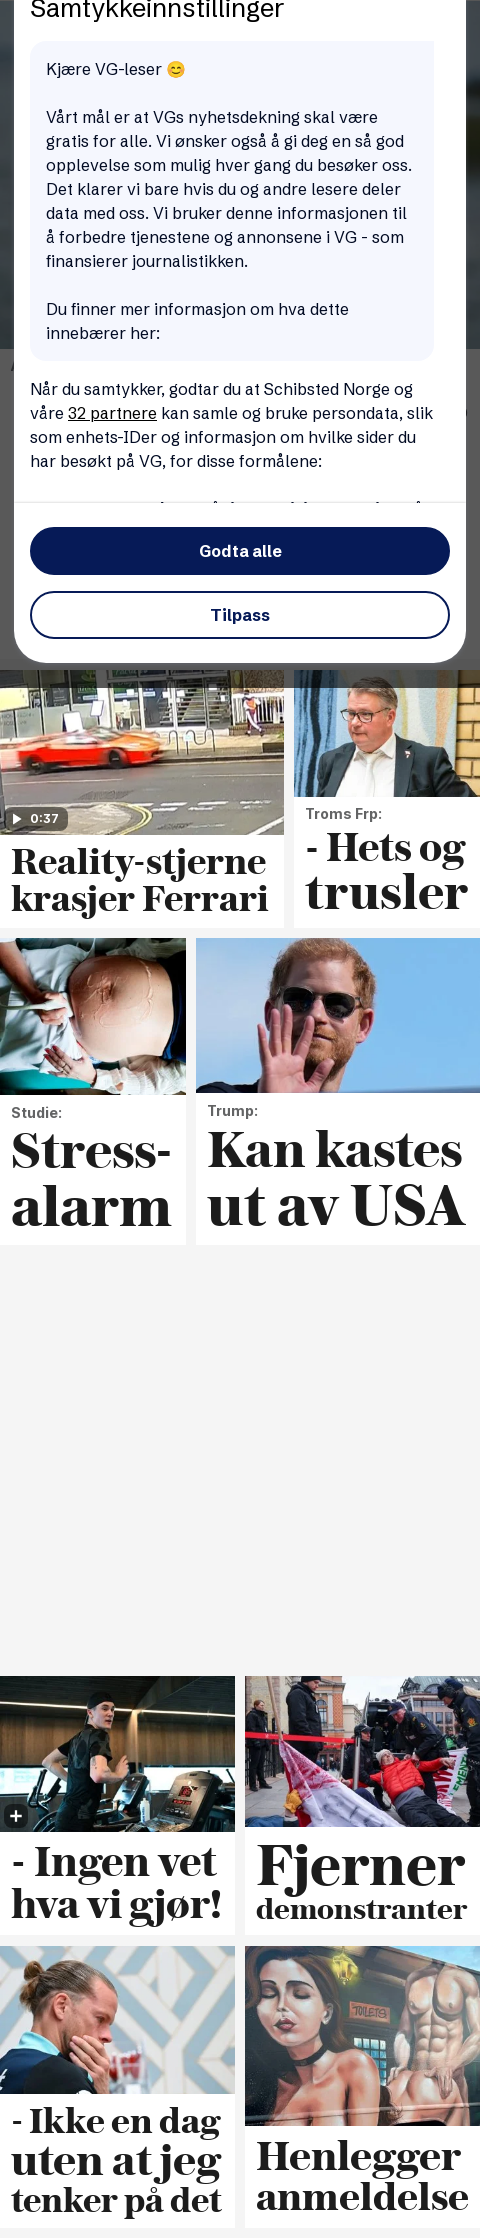 Samtykkeinnstillinger
Kjære VG-leser 😊
Vårt mål er at VGs nyhetsdekning skal være
gratis for alle. Vi ønsker også å gi deg en så god
opplevelse som mulig hver gang du besøker oss.
Det klarer vi bare hvis du og andre lesere deler
data med oss. Vi bruker denne informasjonen til
å forbedre tjenestene og annonsene i VG - som
finansierer journalistikken.
Du finner mer informasjon om hva dette
innebærer her:
Når du samtykker, godtar du at Schibsted Norge og
våre 32 partnere kan samle og bruke persondata, slik
som enhets-IDer og informasjon om hvilke sider du
har besøkt på VG, for disse formålene:
Godta alle
Tilpass
0:37
Reality-stjerne
krasjer Ferrari
Troms Frp:
- Hets og
trusler
Studie:
Stress-
alarm
Trump:
Kan kastes
ut av USA
- Ingen vet
hva vi gjør!
Fjerner
demonstranter
- Ikke en dag
uten at jeg
tenker på det
TOILETS
Henlegger
anmeldelse